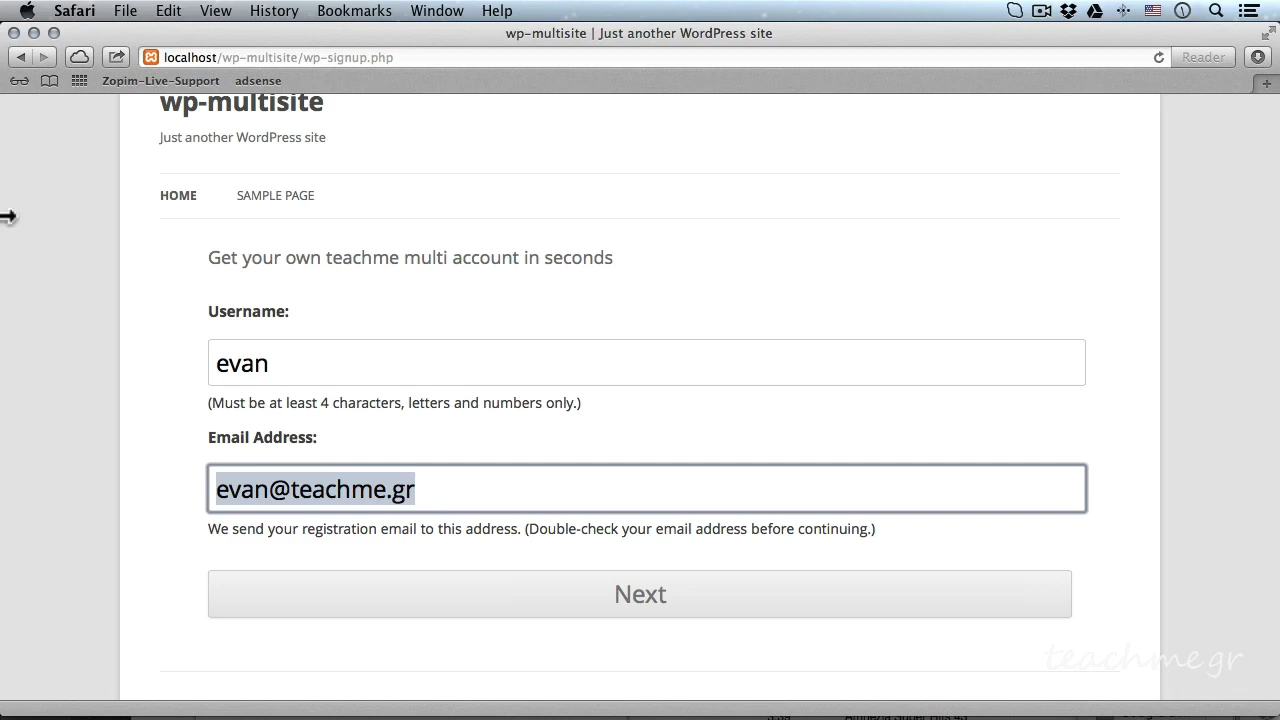 Safari File Edit View History Bookmarks Window Help
wp-multisite | Just another WordPress site
localhost/wp-multisite/wp-signup.php
Reader
Zopim-Live-Support adsense
wp-multisite
Just another WordPress site
HOME SAMPLE PAGE
Get your own teachme multi account in seconds
Username:
evan
(Must be at least 4 characters, letters and numbers only.)
Email Address:
evan@teachme.gr
We send your registration email to this address. (Double-check your email address before continuing.)
Next
teachme.gr